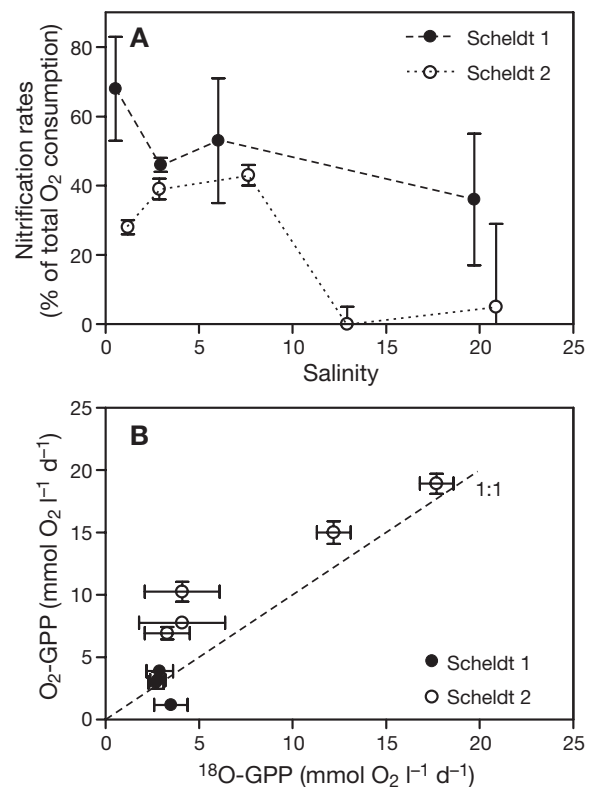 A
Scheldt 1
Scheldt 2
Nitrification rates
(% of total O₂ consumption)
80
60
40
20
0
0 5 10 15 20 25
Salinity
B
25
20
15
10
5
0
1:1
O₂-GPP (mmol O₂ l⁻¹ d⁻¹)
Scheldt 1
Scheldt 2
0 5 10 15 20 25
¹⁸O-GPP (mmol O₂ l⁻¹ d⁻¹)